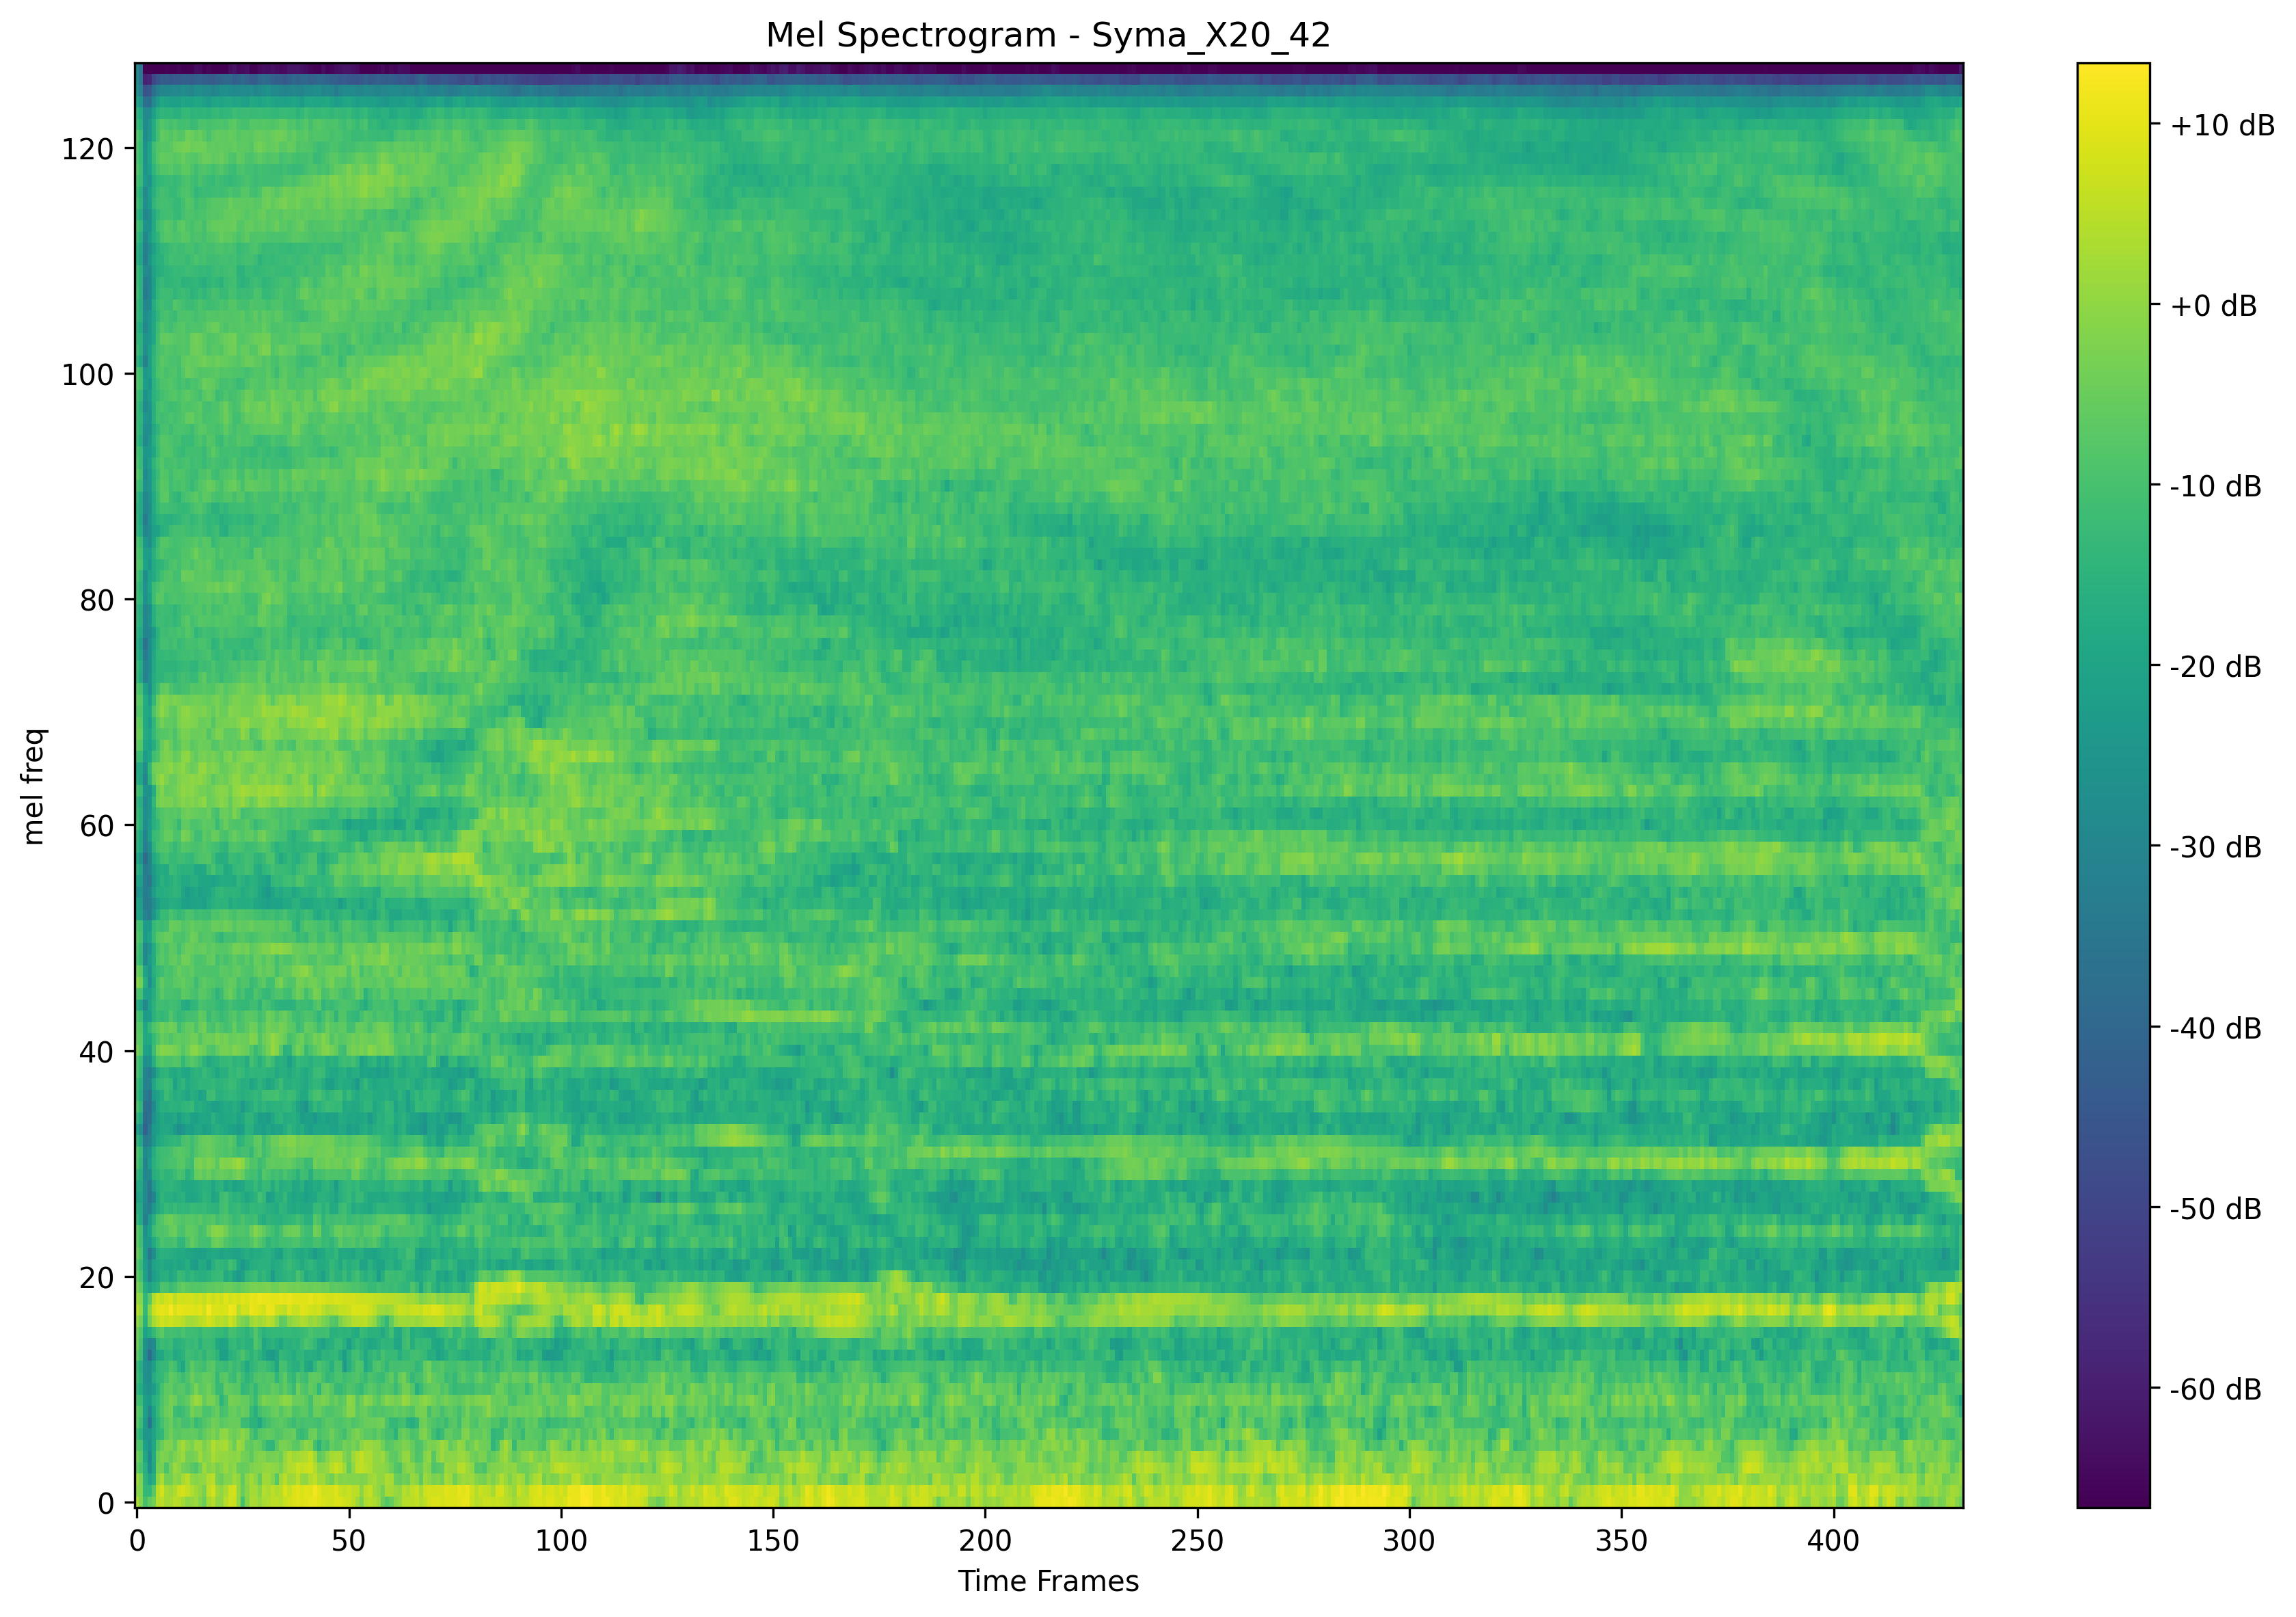 Mel Spectrogram - Syma_X20_42
mel freq
120
100
80
60
40
20
0
0 50 100 150 200 250 300 350 400
Time Frames
+10 dB
+0 dB
-10 dB
-20 dB
-30 dB
-40 dB
-50 dB
-60 dB